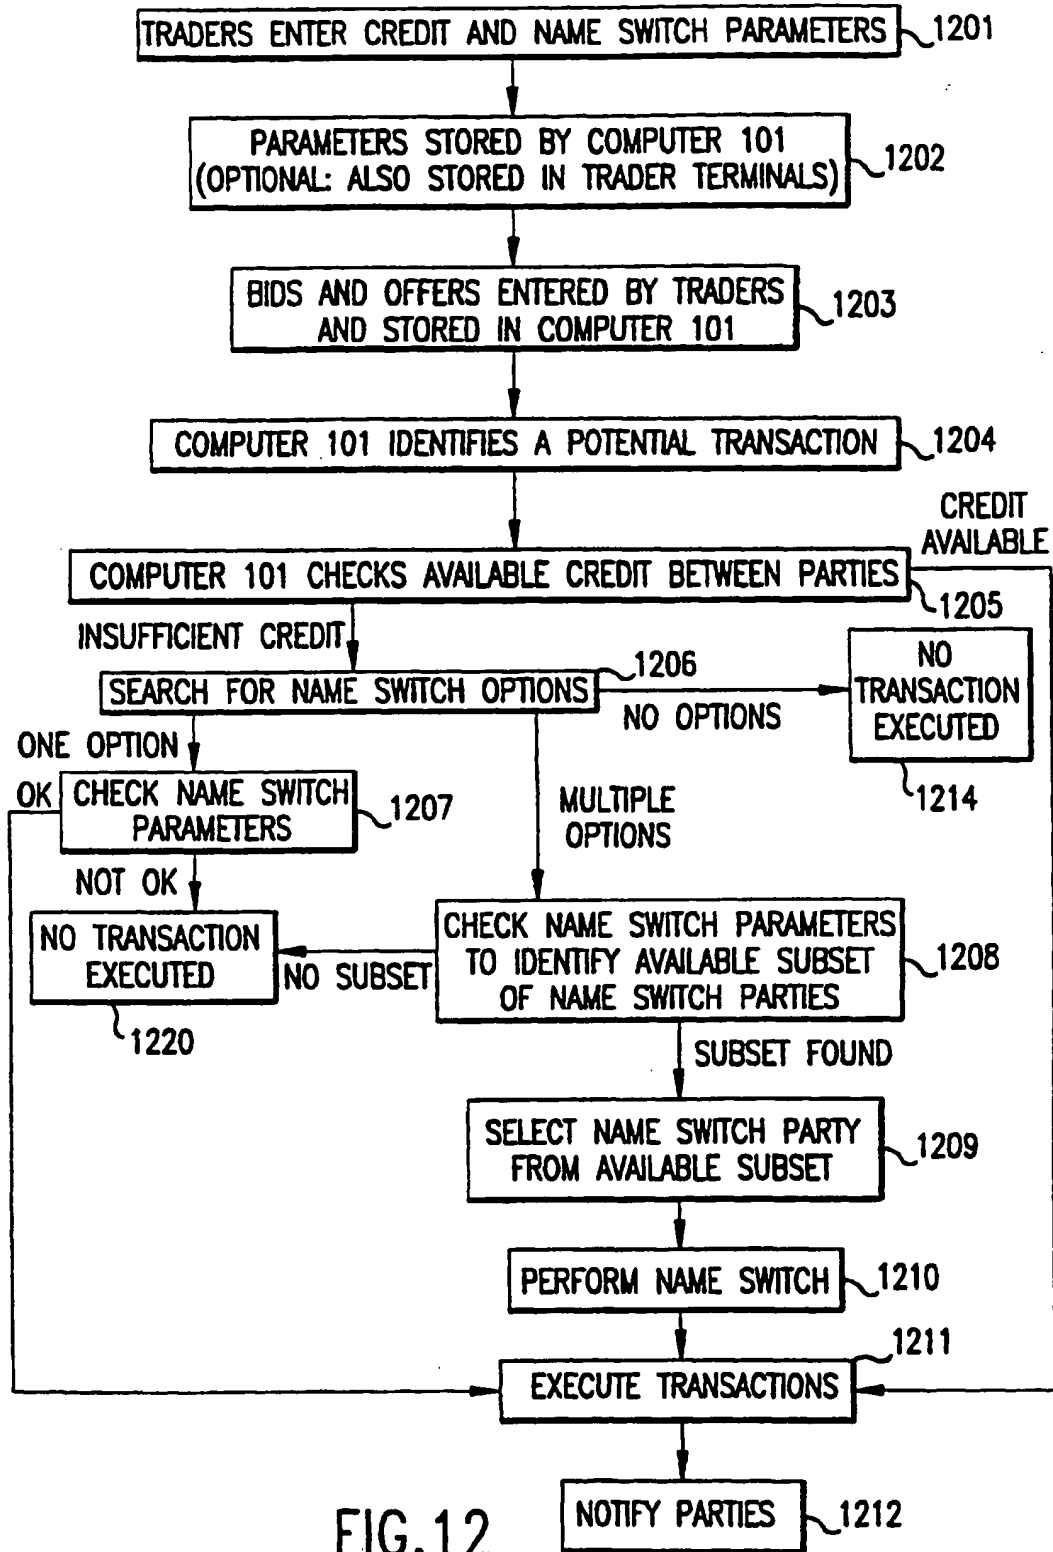 TRADERS ENTER CREDIT AND NAME SWITCH PARAMETERS
1201
PARAMETERS STORED BY COMPUTER 101
(OPTIONAL: ALSO STORED IN TRADER TERMINALS)
1202
BIDS AND OFFERS ENTERED BY TRADERS
AND STORED IN COMPUTER 101
1203
COMPUTER 101 IDENTIFIES A POTENTIAL TRANSACTION
1204
CREDIT
AVAILABLE
COMPUTER 101 CHECKS AVAILABLE CREDIT BETWEEN PARTIES
1205
INSUFFICIENT CREDIT
1206
SEARCH FOR NAME SWITCH OPTIONS
NO OPTIONS
NO
TRANSACTION
EXECUTED
1214
ONE OPTION
OK
CHECK NAME SWITCH
PARAMETERS
1207
MULTIPLE
OPTIONS
NOT OK
NO TRANSACTION
EXECUTED
1220
NO SUBSET
CHECK NAME SWITCH PARAMETERS
TO IDENTIFY AVAILABLE SUBSET
OF NAME SWITCH PARTIES
1208
SUBSET FOUND
SELECT NAME SWITCH PARTY
FROM AVAILABLE SUBSET
1209
PERFORM NAME SWITCH
1210
1211
EXECUTE TRANSACTIONS
NOTIFY PARTIES
1212
FIG.12